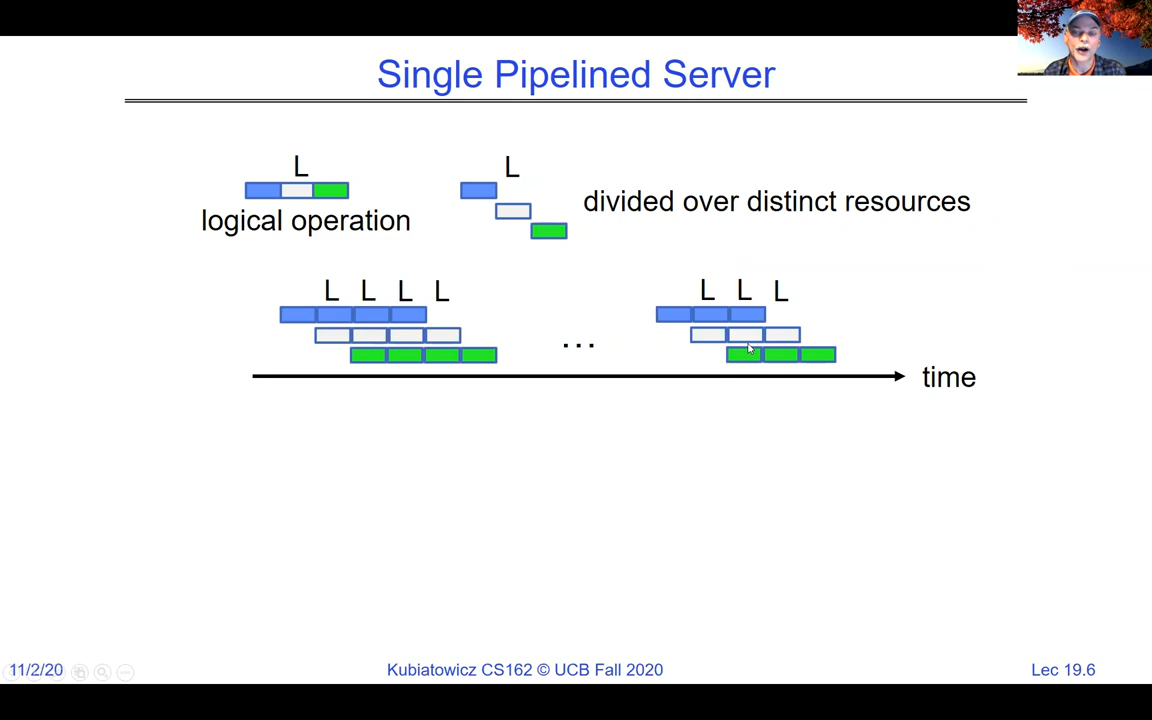 Single Pipelined Server
L
L
logical operation
divided over distinct resources
L L L L
L L L
...
time
11/2/20
Kubiatowicz CS162 © UCB Fall 2020
Lec 19.6